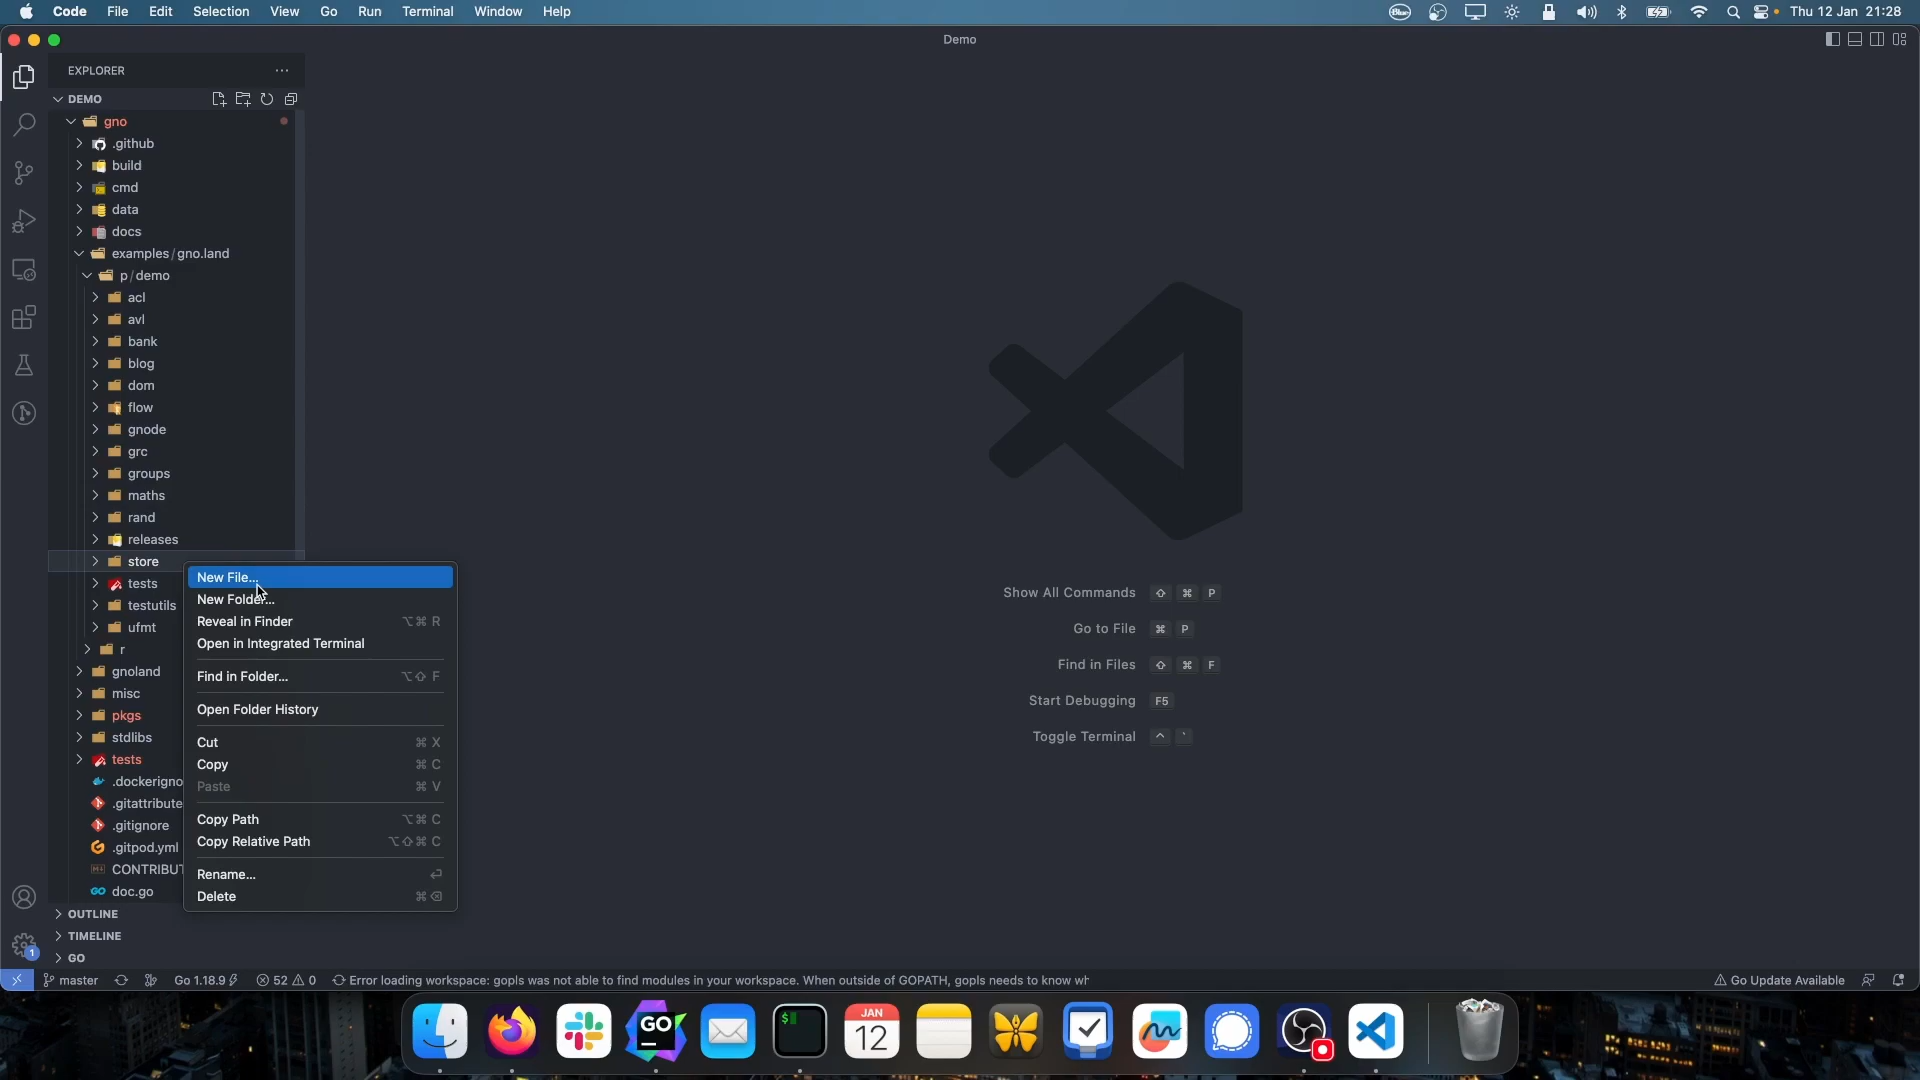 Code File Edit Selection View Go Run Terminal Window Help
Blue
Thu 12 Jan 21:28
Demo
EXPLORER
DEMO
gno
.github
build
cmd
data
docs
examples / gno.land
p / demo
acl
avl
bank
blog
dom
flow
gnode
grc
groups
maths
rand
releases
store
tests
testutils
ufmt
r
gnoland
misc
pkgs
stdlibs
tests
.dockerigno
.gitattribute
.gitignore
.gitpod.yml
CONTRIBUT
doc.go
OUTLINE
TIMELINE
GO
New File...
New Folder...
Reveal in Finder ⌥⌘ R
Open in Integrated Terminal
Find in Folder... ⌥⇧ F
Open Folder History
Cut ⌘ X
Copy ⌘ C
Paste ⌘ V
Copy Path ⌥⌘ C
Copy Relative Path ⌥⇧⌘ C
Rename... ⏎
Delete ⌘ ⌫
Show All Commands ⇧ ⌘ P
Go to File ⌘ P
Find in Files ⇧ ⌘ F
Start Debugging F5
Toggle Terminal ^ `
1
master Go 1.18.9 52 0 Error loading workspace: gopls was not able to find modules in your workspace. When outside of GOPATH, gopls needs to know wh
Go Update Available
GO
$
JAN
12